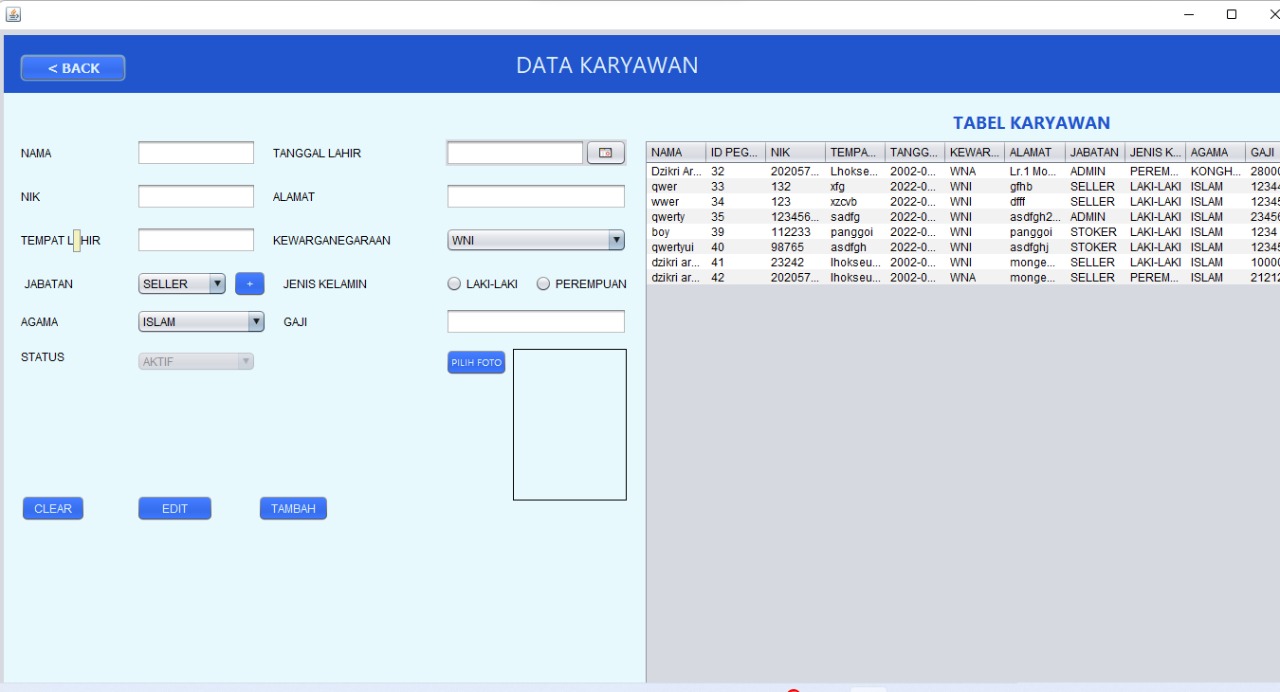 < BACK
DATA KARYAWAN
TABEL KARYAWAN
NAMA TANGGAL LAHIR
NIK ALAMAT
TEMPAT LAHIR KEWARGANEGARAAN WNI
JABATAN SELLER + JENIS KELAMIN LAKI-LAKI PEREMPUAN
AGAMA ISLAM GAJI
STATUS AKTIF PILIH FOTO
CLEAR EDIT TAMBAH
NAMA ID PEG... NIK TEMPA... TANGG... KEWAR... ALAMAT JABATAN JENIS K... AGAMA GAJI
Dzikri Ar... 32 202057... Lhokse... 2002-0... WNA Lr.1 Mo... ADMIN PEREM... KONGH... 28000
qwer 33 132 xfg 2022-0... WNI gfhb SELLER LAKI-LAKI ISLAM 12344
wwer 34 123 xzcvb 2022-0... WNI dfff SELLER LAKI-LAKI ISLAM 12345
qwerty 35 123456... sadfg 2022-0... WNI asdfgh2... ADMIN LAKI-LAKI ISLAM 23456
boy 39 112233 panggoi 2022-0... WNI panggoi STOKER LAKI-LAKI ISLAM 1234
qwertyui 40 98765 asdfgh 2022-0... WNI asdfghj STOKER LAKI-LAKI ISLAM 12345
dzikri ar... 41 23242 lhokseu... 2002-0... WNI monge... SELLER LAKI-LAKI ISLAM 10000
dzikri ar... 42 202057... lhokseu... 2002-0... WNA monge... SELLER PEREM... ISLAM 21212